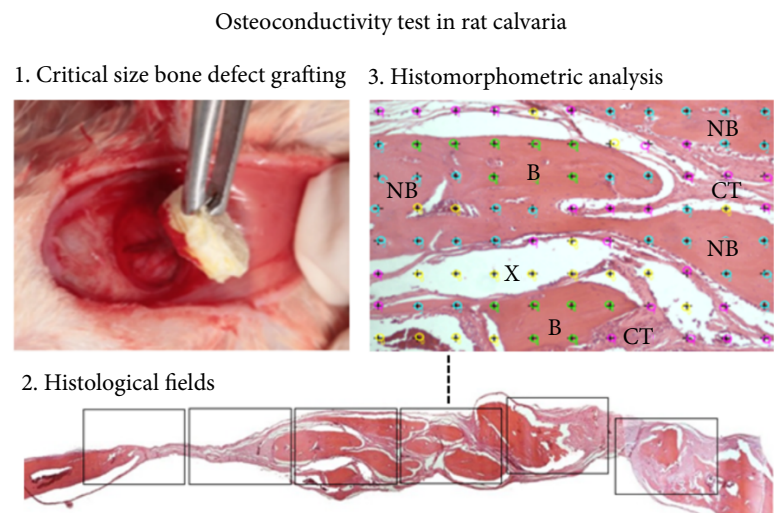 Osteoconductivity test in rat calvaria
1. Critical size bone defect grafting
3. Histomorphometric analysis
NB
B
NB
CT
NB
X
B
CT
2. Histological fields